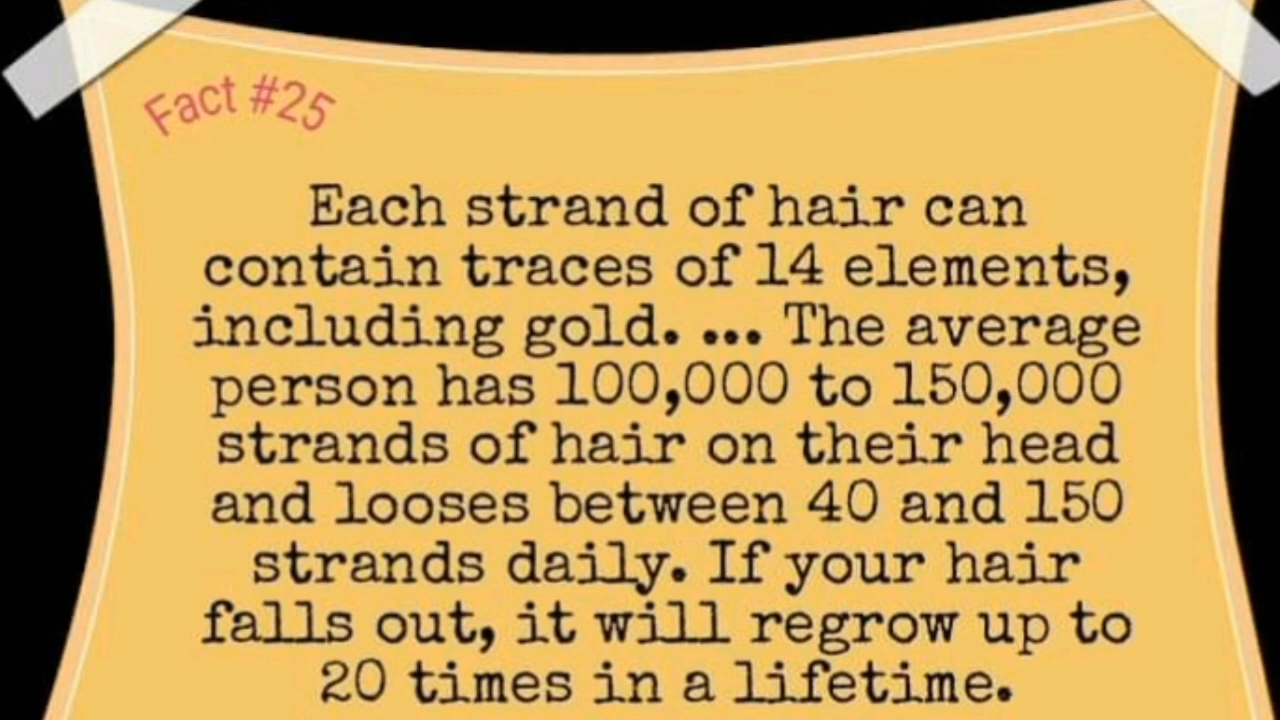 Fact #25
Each strand of hair can
contain traces of 14 elements,
including gold. ... The average
person has 100,000 to 150,000
strands of hair on their head
and looses between 40 and 150
strands daily. If your hair
falls out, it will regrow up to
20 times in a lifetime.